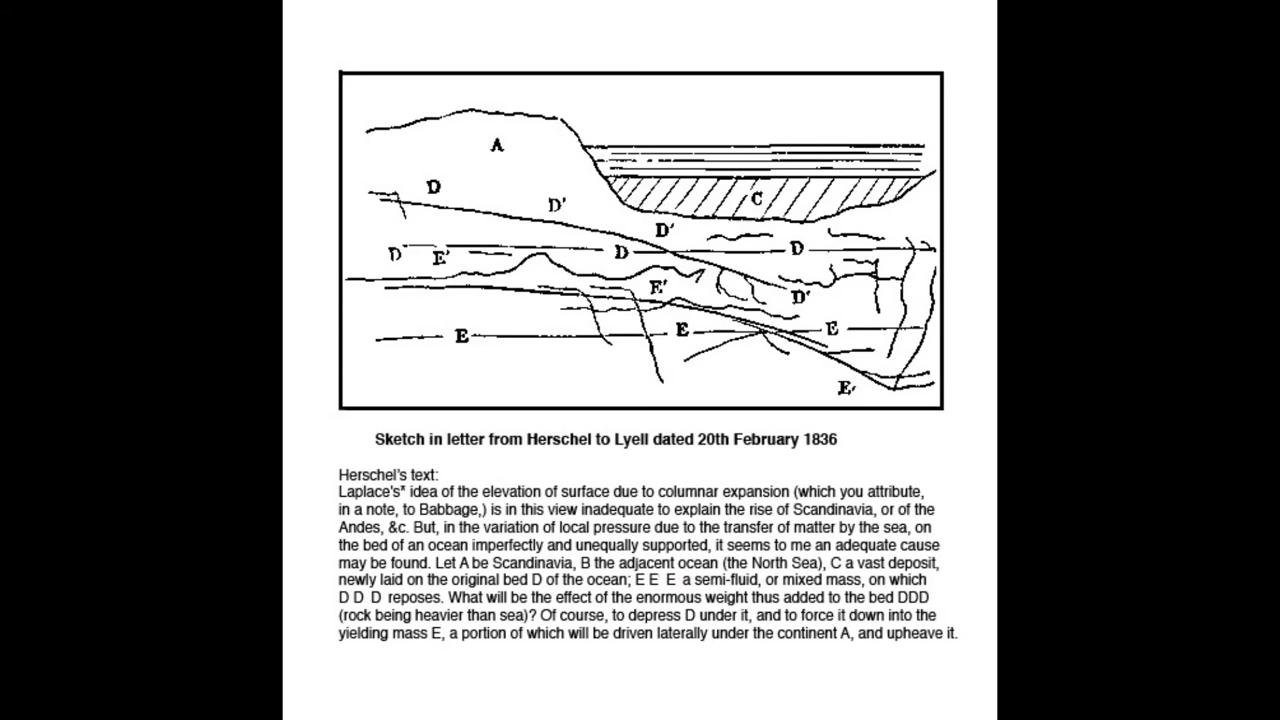 A
C
D
D'
D'
D
D
D
E'
E'
D'
E
E
E
E'
Sketch in letter from Herschel to Lyell dated 20th February 1836
Herschel's text:
Laplace's* idea of the elevation of surface due to columnar expansion (which you attribute,
in a note, to Babbage,) is in this view inadequate to explain the rise of Scandinavia, or of the
Andes, &c. But, in the variation of local pressure due to the transfer of matter by the sea, on
the bed of an ocean imperfectly and unequally supported, it seems to me an adequate cause
may be found. Let A be Scandinavia, B the adjacent ocean (the North Sea), C a vast deposit,
newly laid on the original bed D of the ocean; E E E a semi-fluid, or mixed mass, on which
D D D reposes. What will be the effect of the enormous weight thus added to the bed DDD
(rock being heavier than sea)? Of course, to depress D under it, and to force it down into the
yielding mass E, a portion of which will be driven laterally under the continent A, and upheave it.